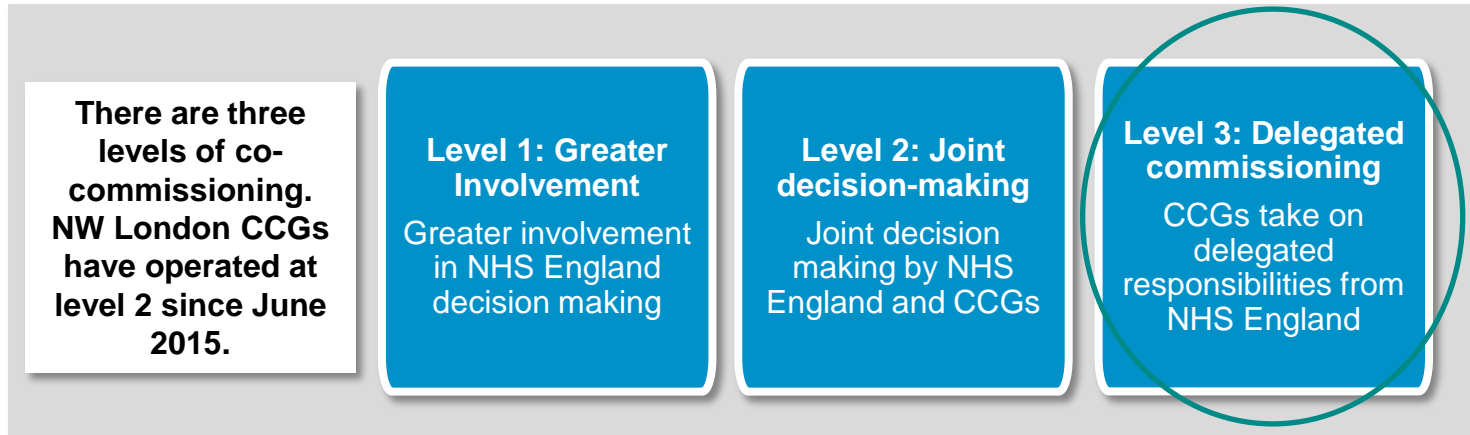 There are three
levels of co-
commissioning.
NW London CCGs
have operated at
level 2 since June
2015.
Level 1: Greater
Involvement
Greater involvement
in NHS England
decision making
Level 2: Joint
decision-making
Joint decision
making by NHS
England and CCGs
Level 3: Delegated
commissioning
CCGs take on
delegated
responsibilities from
NHS England